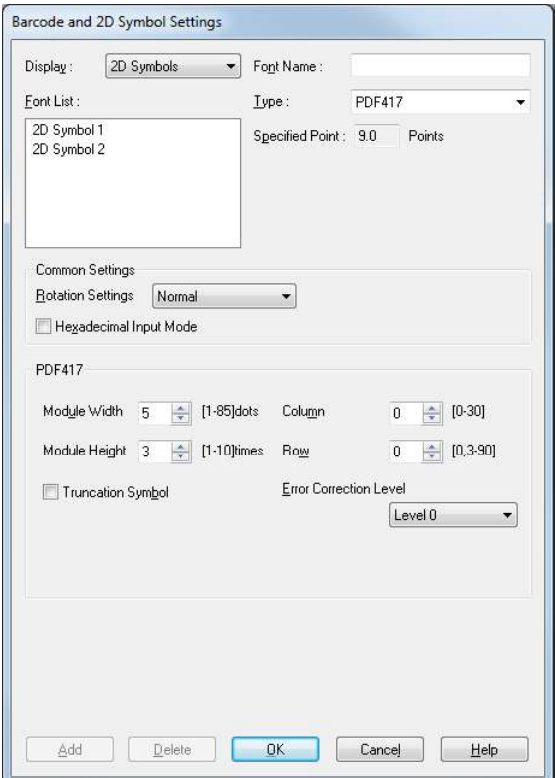 Barcode and 2D Symbol Settings
Display : 2D Symbols Font Name :
Font List : Type : PDF417
2D Symbol 1
2D Symbol 2
Specified Point : 9.0 Points
Common Settings
Rotation Settings Normal
Hexadecimal Input Mode
PDF417
Module Width 5 [1-85]dots Column 0 [0-30]
Module Height 3 [1-10]times Row 0 [0,3-90]
Truncation Symbol Error Correction Level
Level 0
Add Delete OK Cancel Help